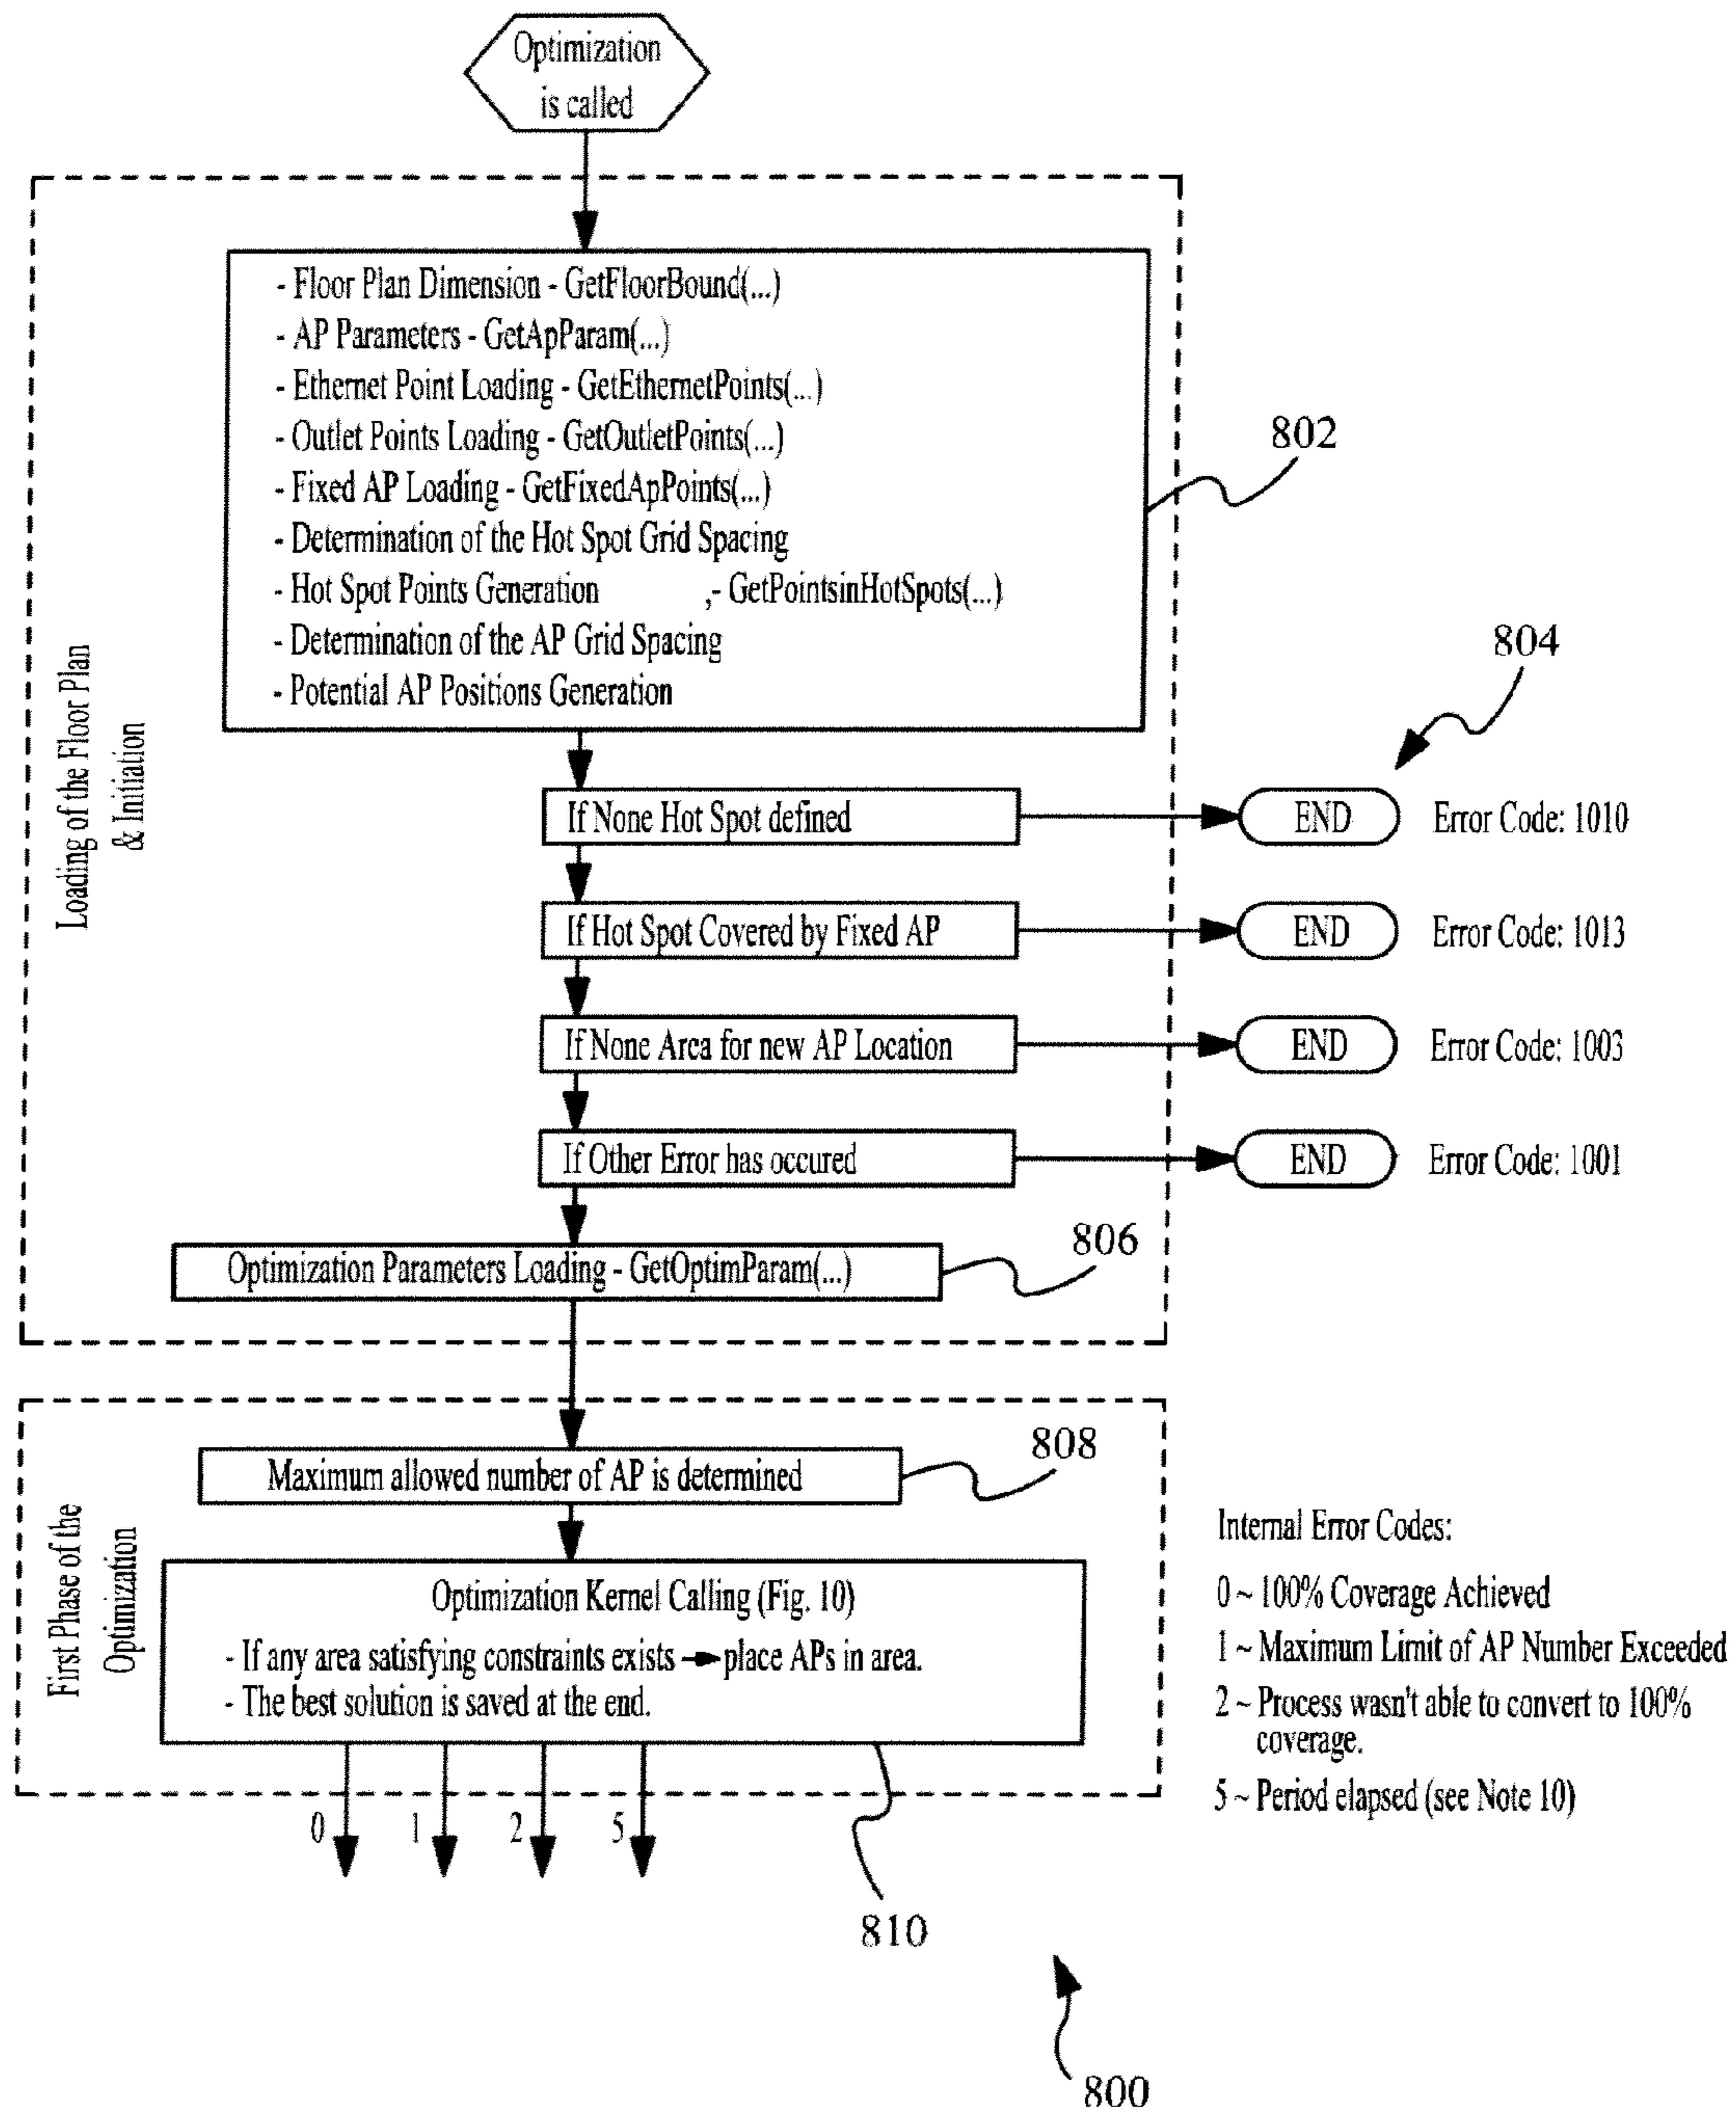 Optimization
is called
- Floor Plan Dimension - GetFloorBound(...)
- AP Parameters - GetApParam(...)
- Ethernet Point Loading - GetEthernetPoints(...)
- Outlet Points Loading - GetOutletPoints(...)
- Fixed AP Loading - GetFixedApPoints(...)
- Determination of the Hot Spot Grid Spacing
- Hot Spot Points Generation ,- GetPointsinHotSpots(...)
- Determination of the AP Grid Spacing
- Potential AP Positions Generation
802
804
Loading of the Floor Plan
& Initiation
If None Hot Spot defined
END
Error Code: 1010
If Hot Spot Covered by Fixed AP
END
Error Code: 1013
If None Area for new AP Location
END
Error Code: 1003
If Other Error has occured
END
Error Code: 1001
Optimization Parameters Loading - GetOptimParam(...)
806
First Phase of the
Optimization
Maximum allowed number of AP is determined
808
Optimization Kernel Calling (Fig. 10)
- If any area satisfying constraints exists → place APs in area.
- The best solution is saved at the end.
0
1
2
5
810
Internal Error Codes:
0 ~ 100% Coverage Achieved
1 ~ Maximum Limit of AP Number Exceeded
2 ~ Process wasn't able to convert to 100%
coverage.
5 ~ Period elapsed (see Note 10)
800